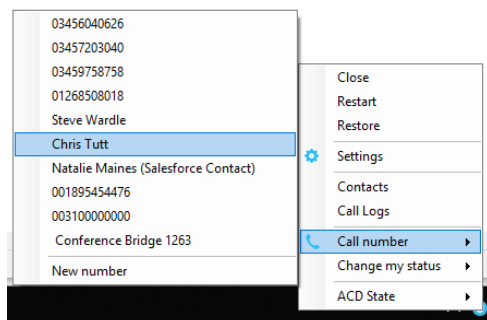 03456040626
03457203040
03459758758
01268508018
Steve Wardle
Chris Tutt
Natalie Maines (Salesforce Contact)
001895454476
003100000000
Conference Bridge 1263
New number
Close
Restart
Restore
Settings
Contacts
Call Logs
Call number
Change my status
ACD State